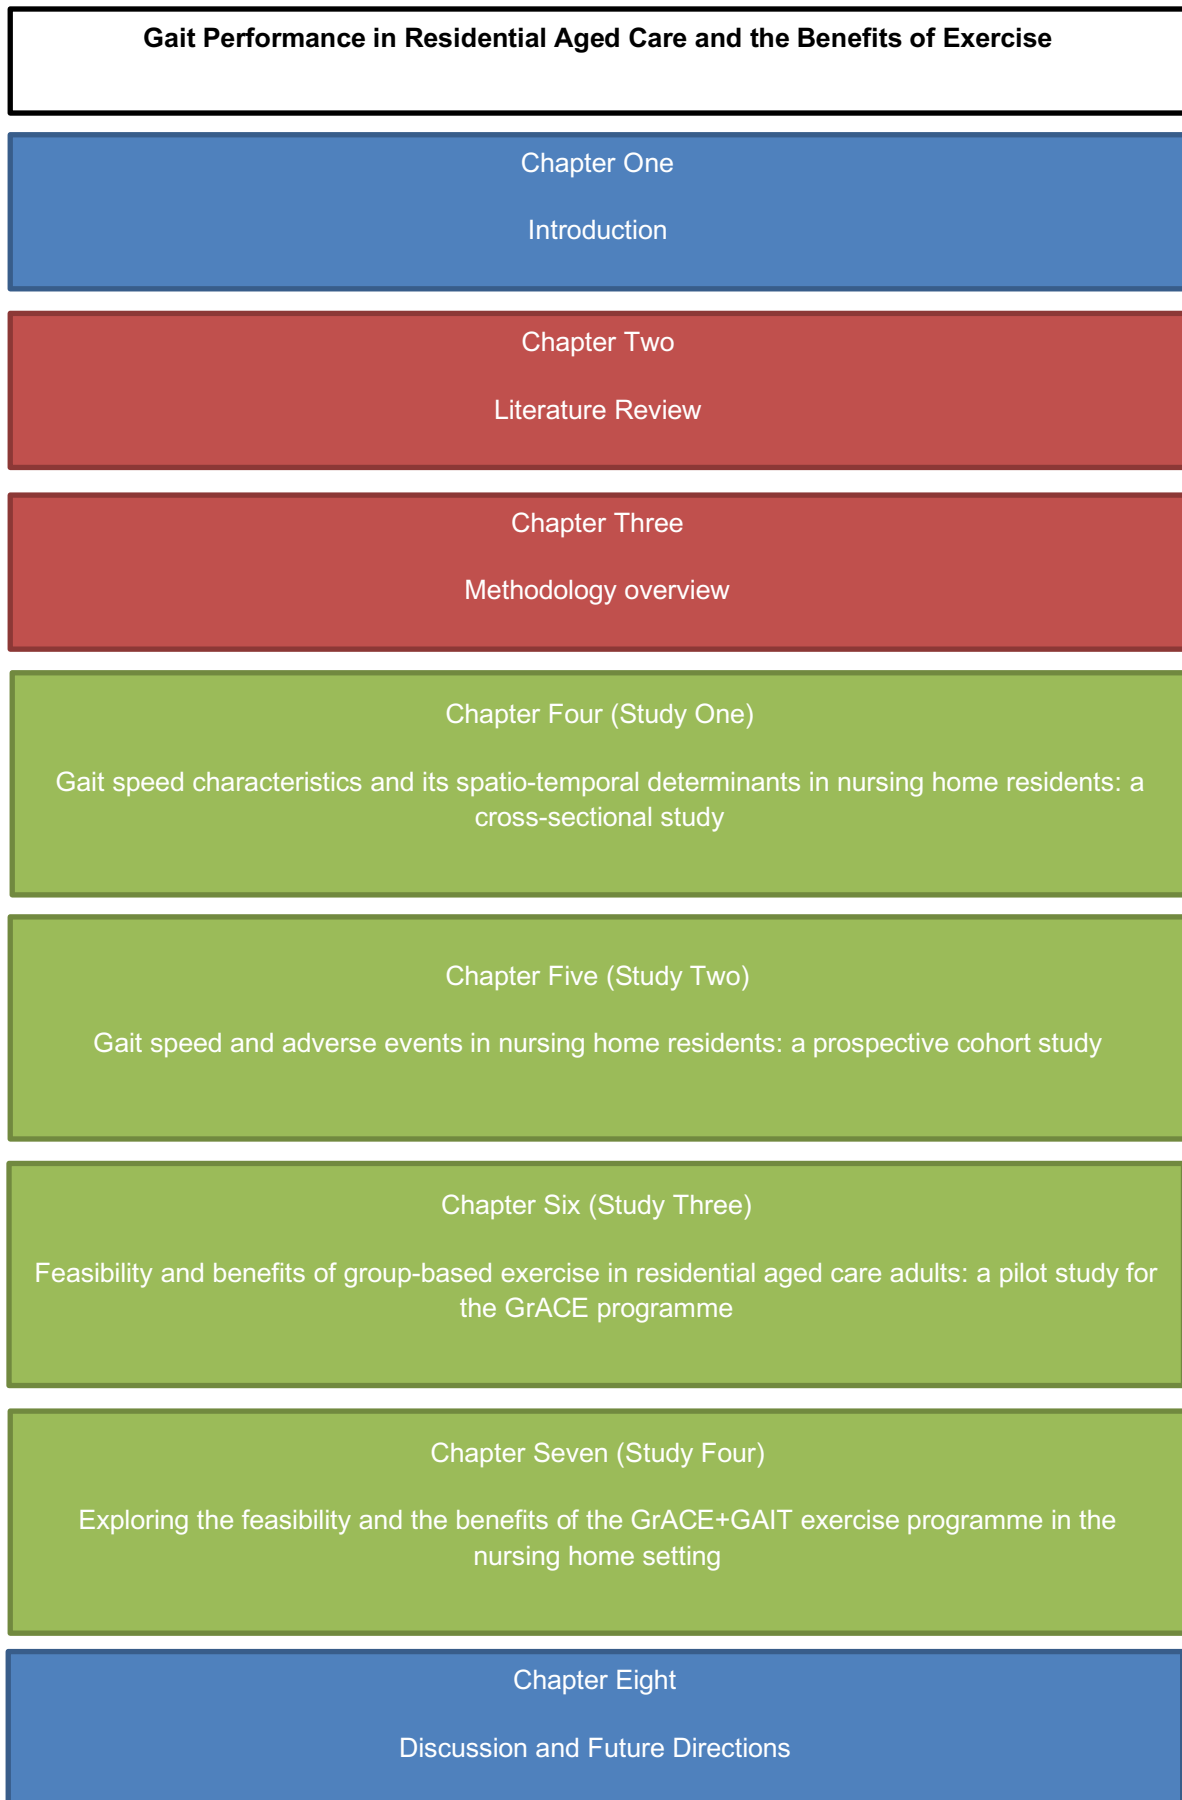 Gait Performance in Residential Aged Care and the Benefits of Exercise
Chapter One
Introduction
Chapter Two
Literature Review
Chapter Three
Methodology overview
Chapter Four (Study One)
Gait speed characteristics and its spatio-temporal determinants in nursing home residents: a
cross-sectional study
Chapter Five (Study Two)
Gait speed and adverse events in nursing home residents: a prospective cohort study
Chapter Six (Study Three)
Feasibility and benefits of group-based exercise in residential aged care adults: a pilot study for
the GrACE programme
Chapter Seven (Study Four)
Exploring the feasibility and the benefits of the GrACE+GAIT exercise programme in the
nursing home setting
Chapter Eight
Discussion and Future Directions